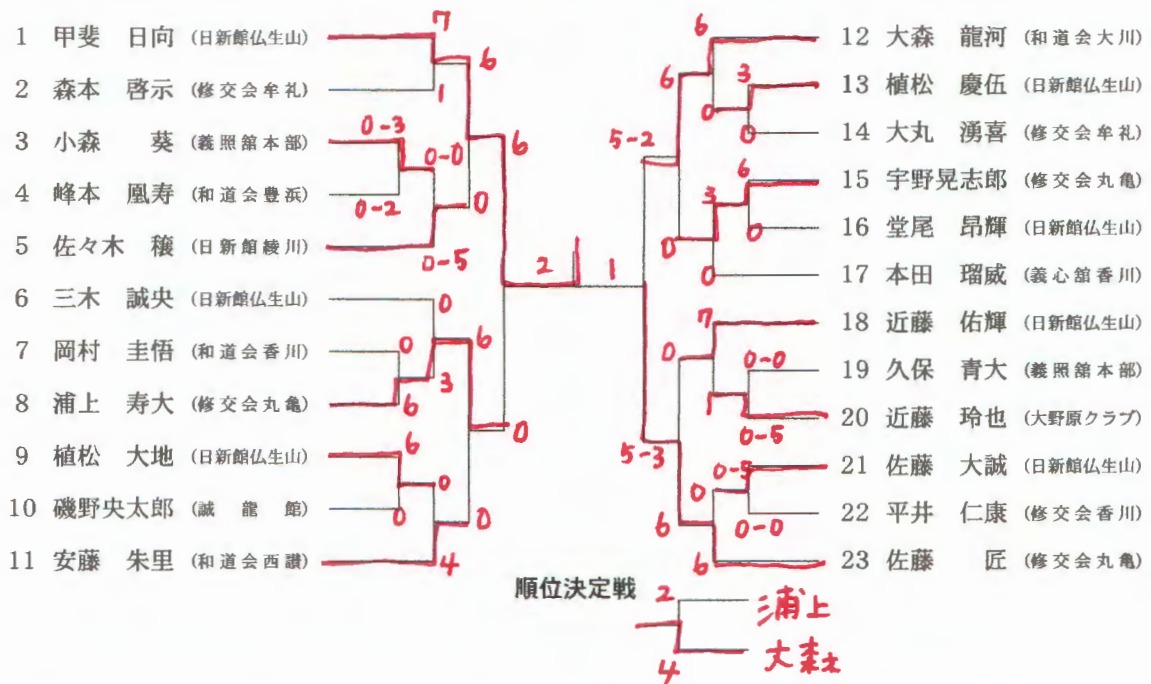 1 甲斐 日向 (日新館仏生山)
2 森本 啓示 (修交会牟礼)
3 小森 葵 (義照舘本部)
4 峰本 凰寿 (和道会豊浜)
5 佐々木 穣 (日新館綾川)
6 三木 誠央 (日新館仏生山)
7 岡村 圭悟 (和道会香川)
8 浦上 寿大 (修交会丸亀)
9 植松 大地 (日新館仏生山)
10 磯野央太郎 (誠龍館)
11 安藤 朱里 (和道会西讃)
7
6
1
0-3
0-0
6
0-2
0
0-5
0
0
6
3
6
6
0
0
0
0
4
2
1
12 大森 龍河 (和道会大川)
13 植松 慶伍 (日新館仏生山)
14 大丸 湧喜 (修交会牟礼)
15 宇野晃志郎 (修交会丸亀)
16 堂尾 昂輝 (日新館仏生山)
17 本田 瑠威 (義心舘香川)
18 近藤 佑輝 (日新館仏生山)
19 久保 青大 (義照舘本部)
20 近藤 玲也 (大野原クラブ)
21 佐藤 大誠 (日新館仏生山)
22 平井 仁康 (修交会香川)
23 佐藤 匠 (修交会丸亀)
6
6
3
0
0
5-2
6
3
0
0
0
7
0
0-0
1
0-5
5-3
0-5
0
0-0
6
6
順位決定戦
2
浦上
4
大森